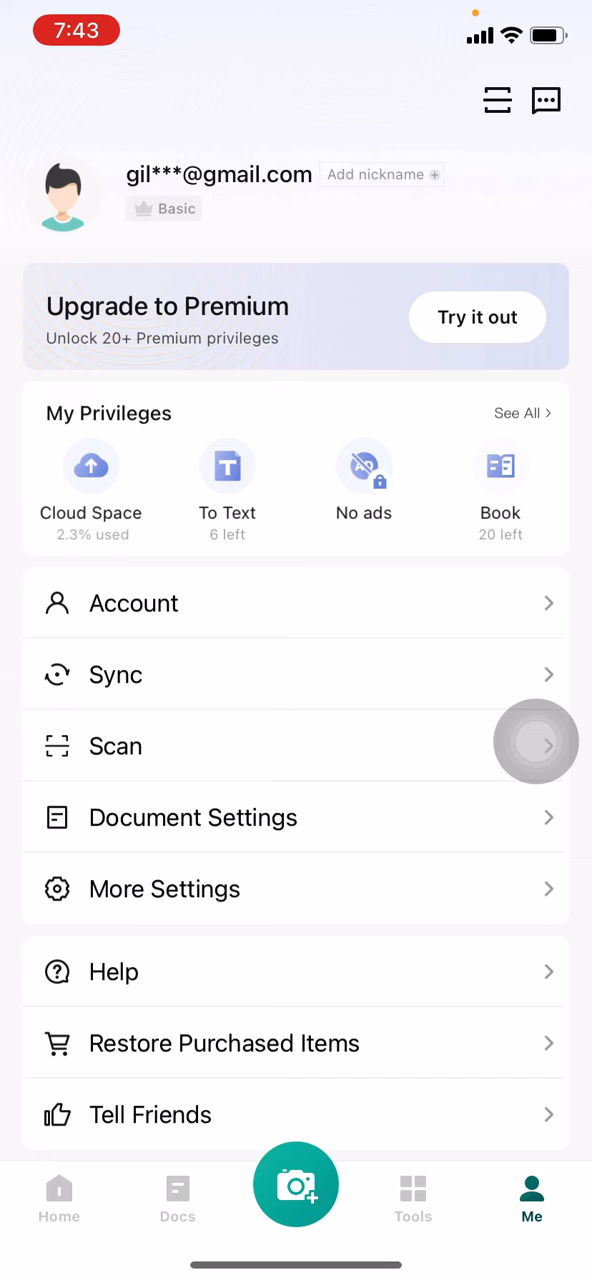 7:43
gil***@gmail.com
Add nickname +
Basic
Upgrade to Premium
Unlock 20+ Premium privileges
Try it out
My Privileges
See All >
Cloud Space
2.3% used
To Text
6 left
No ads
Book
20 left
Account
Sync
Scan
Document Settings
More Settings
Help
Restore Purchased Items
Tell Friends
Home
Docs
Tools
Me